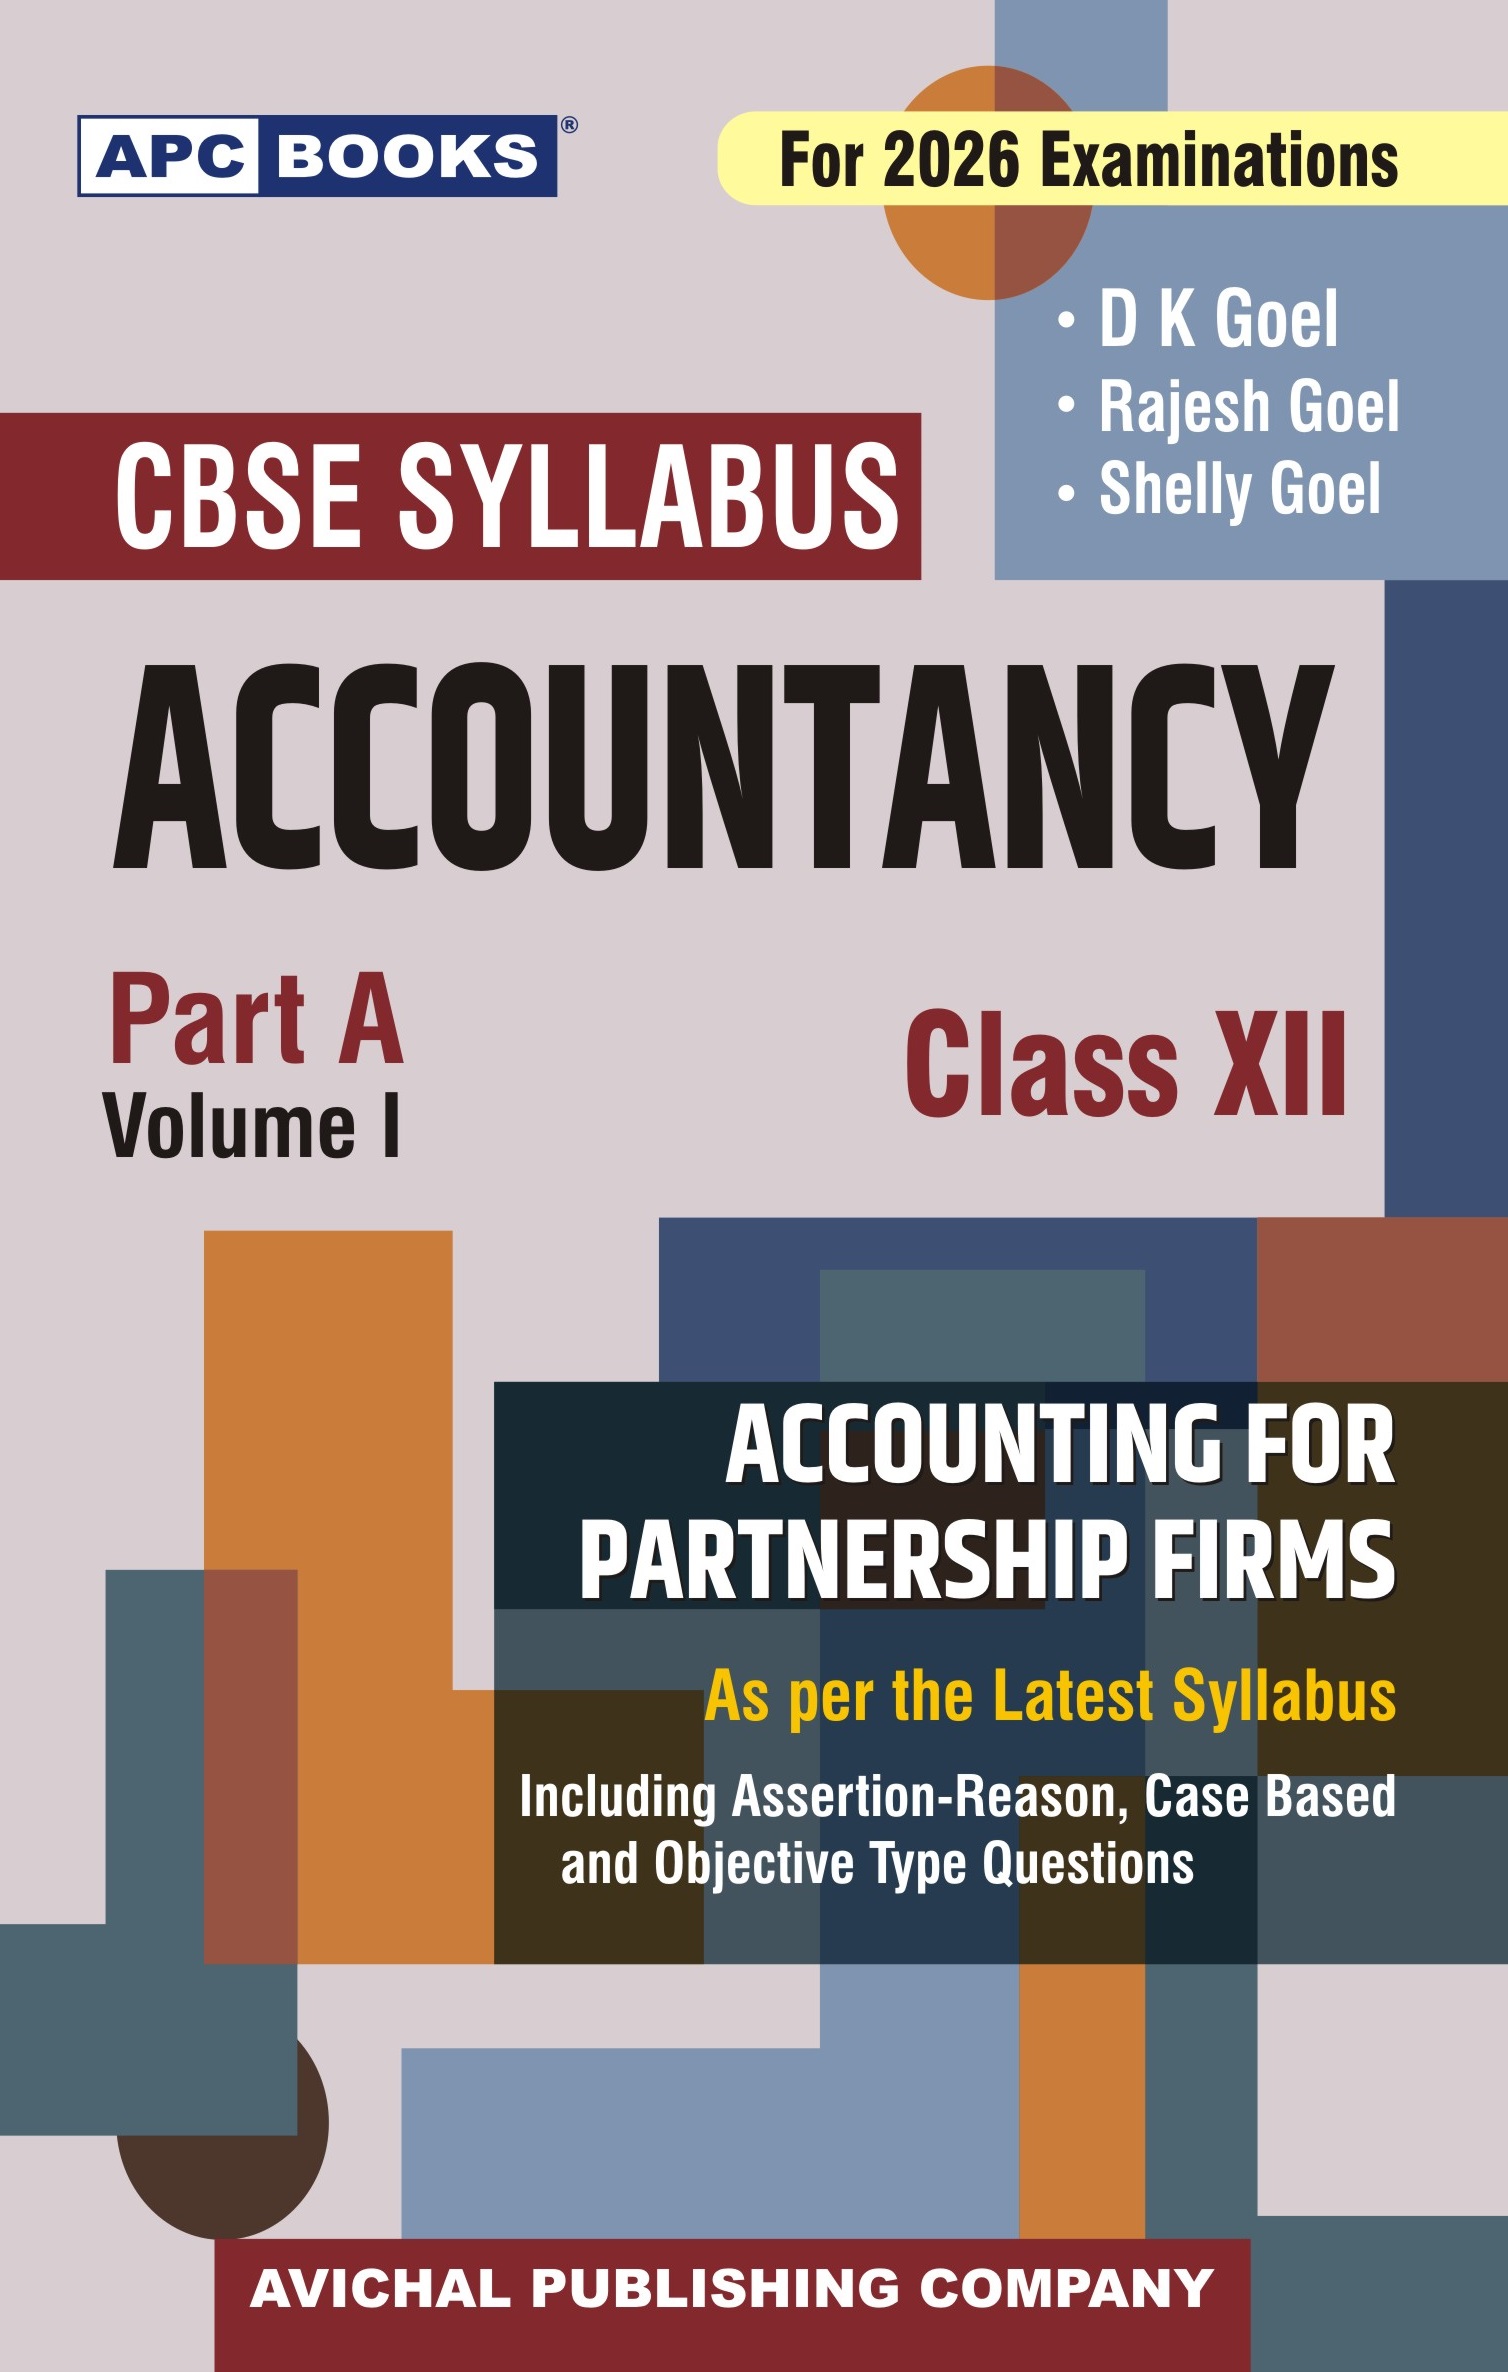 APC BOOKS®
For 2026 Examinations
• D K Goel
• Rajesh Goel
• Shelly Goel
CBSE SYLLABUS
ACCOUNTANCY
Part A
Volume I
Class XII
ACCOUNTING FOR
PARTNERSHIP FIRMS
As per the Latest Syllabus
Including Assertion-Reason, Case Based
and Objective Type Questions
AVICHAL PUBLISHING COMPANY